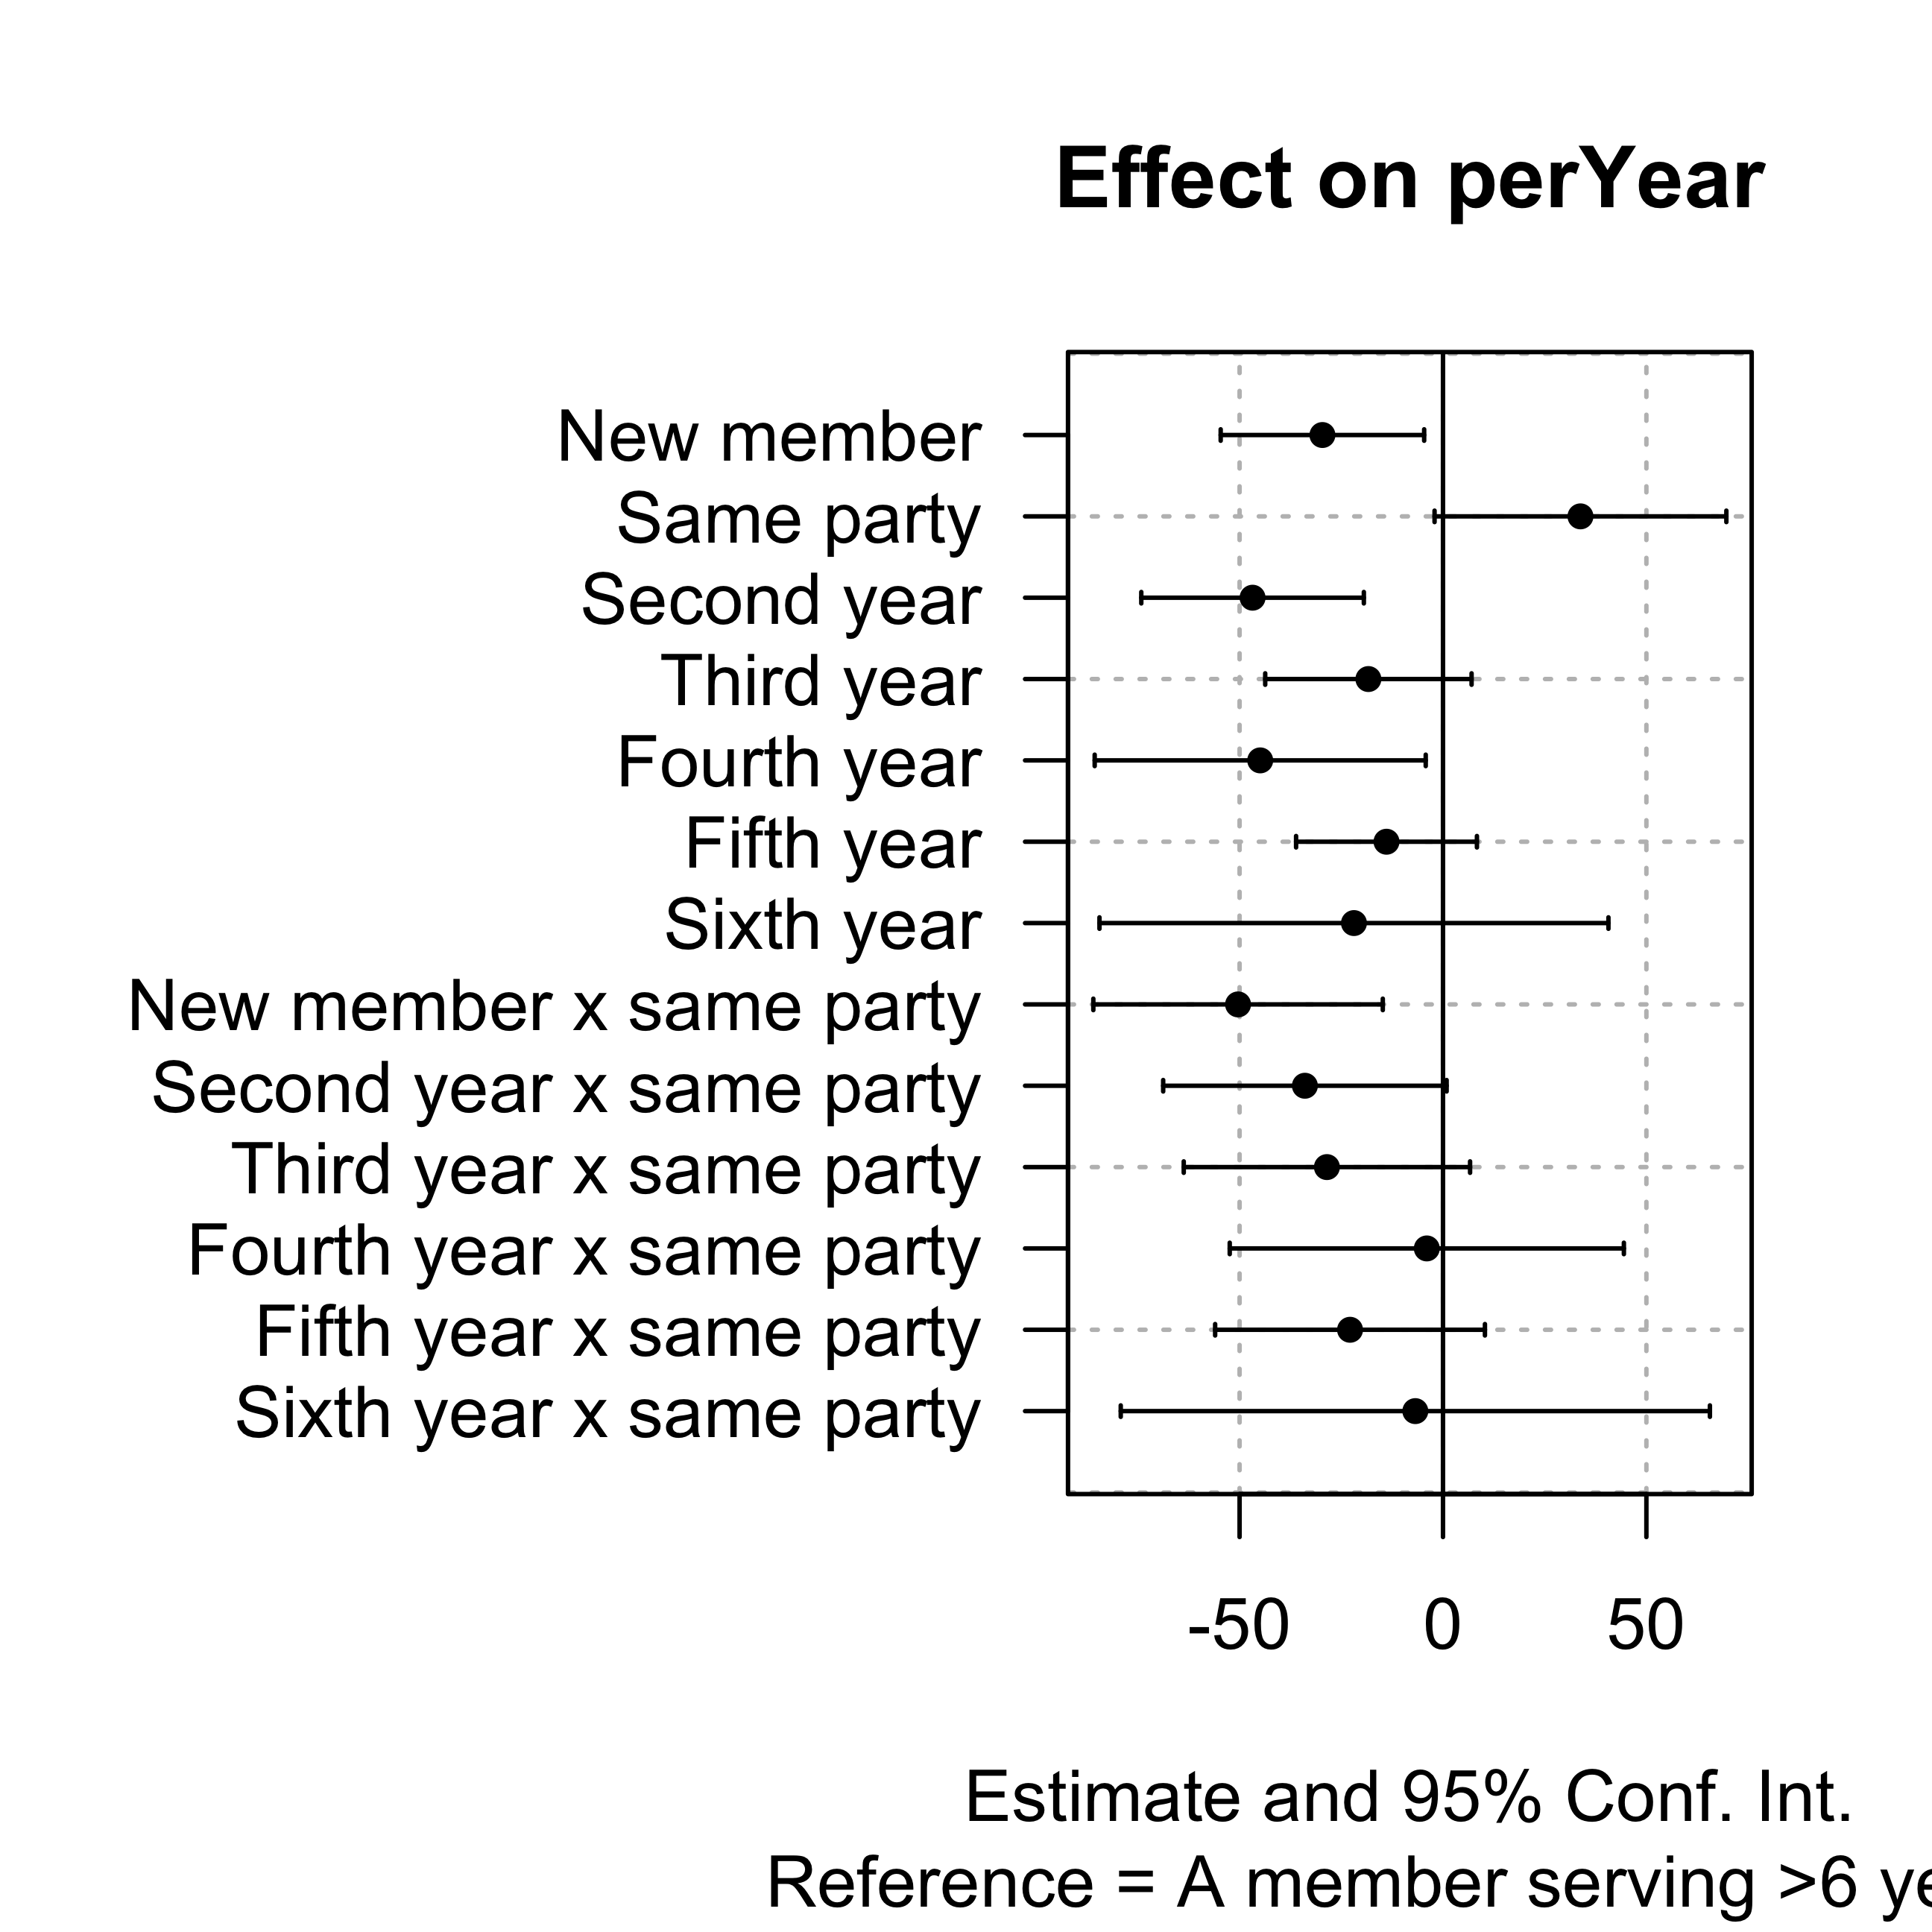 Effect on perYear
New member
Same party
Second year
Third year
Fourth year
Fifth year
Sixth year
New member x same party
Second year x same party
Third year x same party
Fourth year x same party
Fifth year x same party
Sixth year x same party
-50 0 50
Estimate and 95% Conf. Int.
Reference = A member serving >6